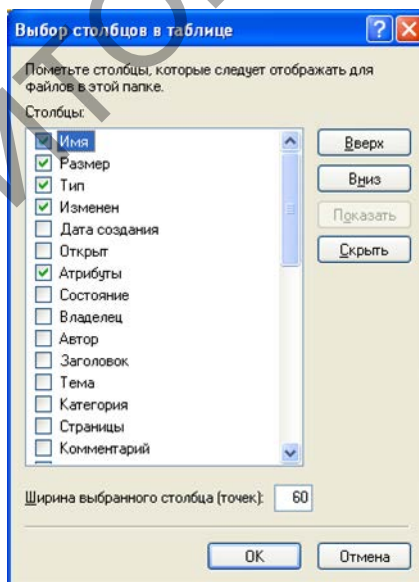 Выбор столбцов в таблице
Пометьте столбцы, которые следует отображать для
файлов в этой папке.
Столбцы:
Имя
Размер
Тип
Изменен
Дата создания
Открыт
Атрибуты
Состояние
Владелец
Автор
Заголовок
Тема
Категория
Страницы
Комментарий
Вверх
Вниз
Показать
Скрыть
Ширина выбранного столбца (точек): 60
ОК
Отмена